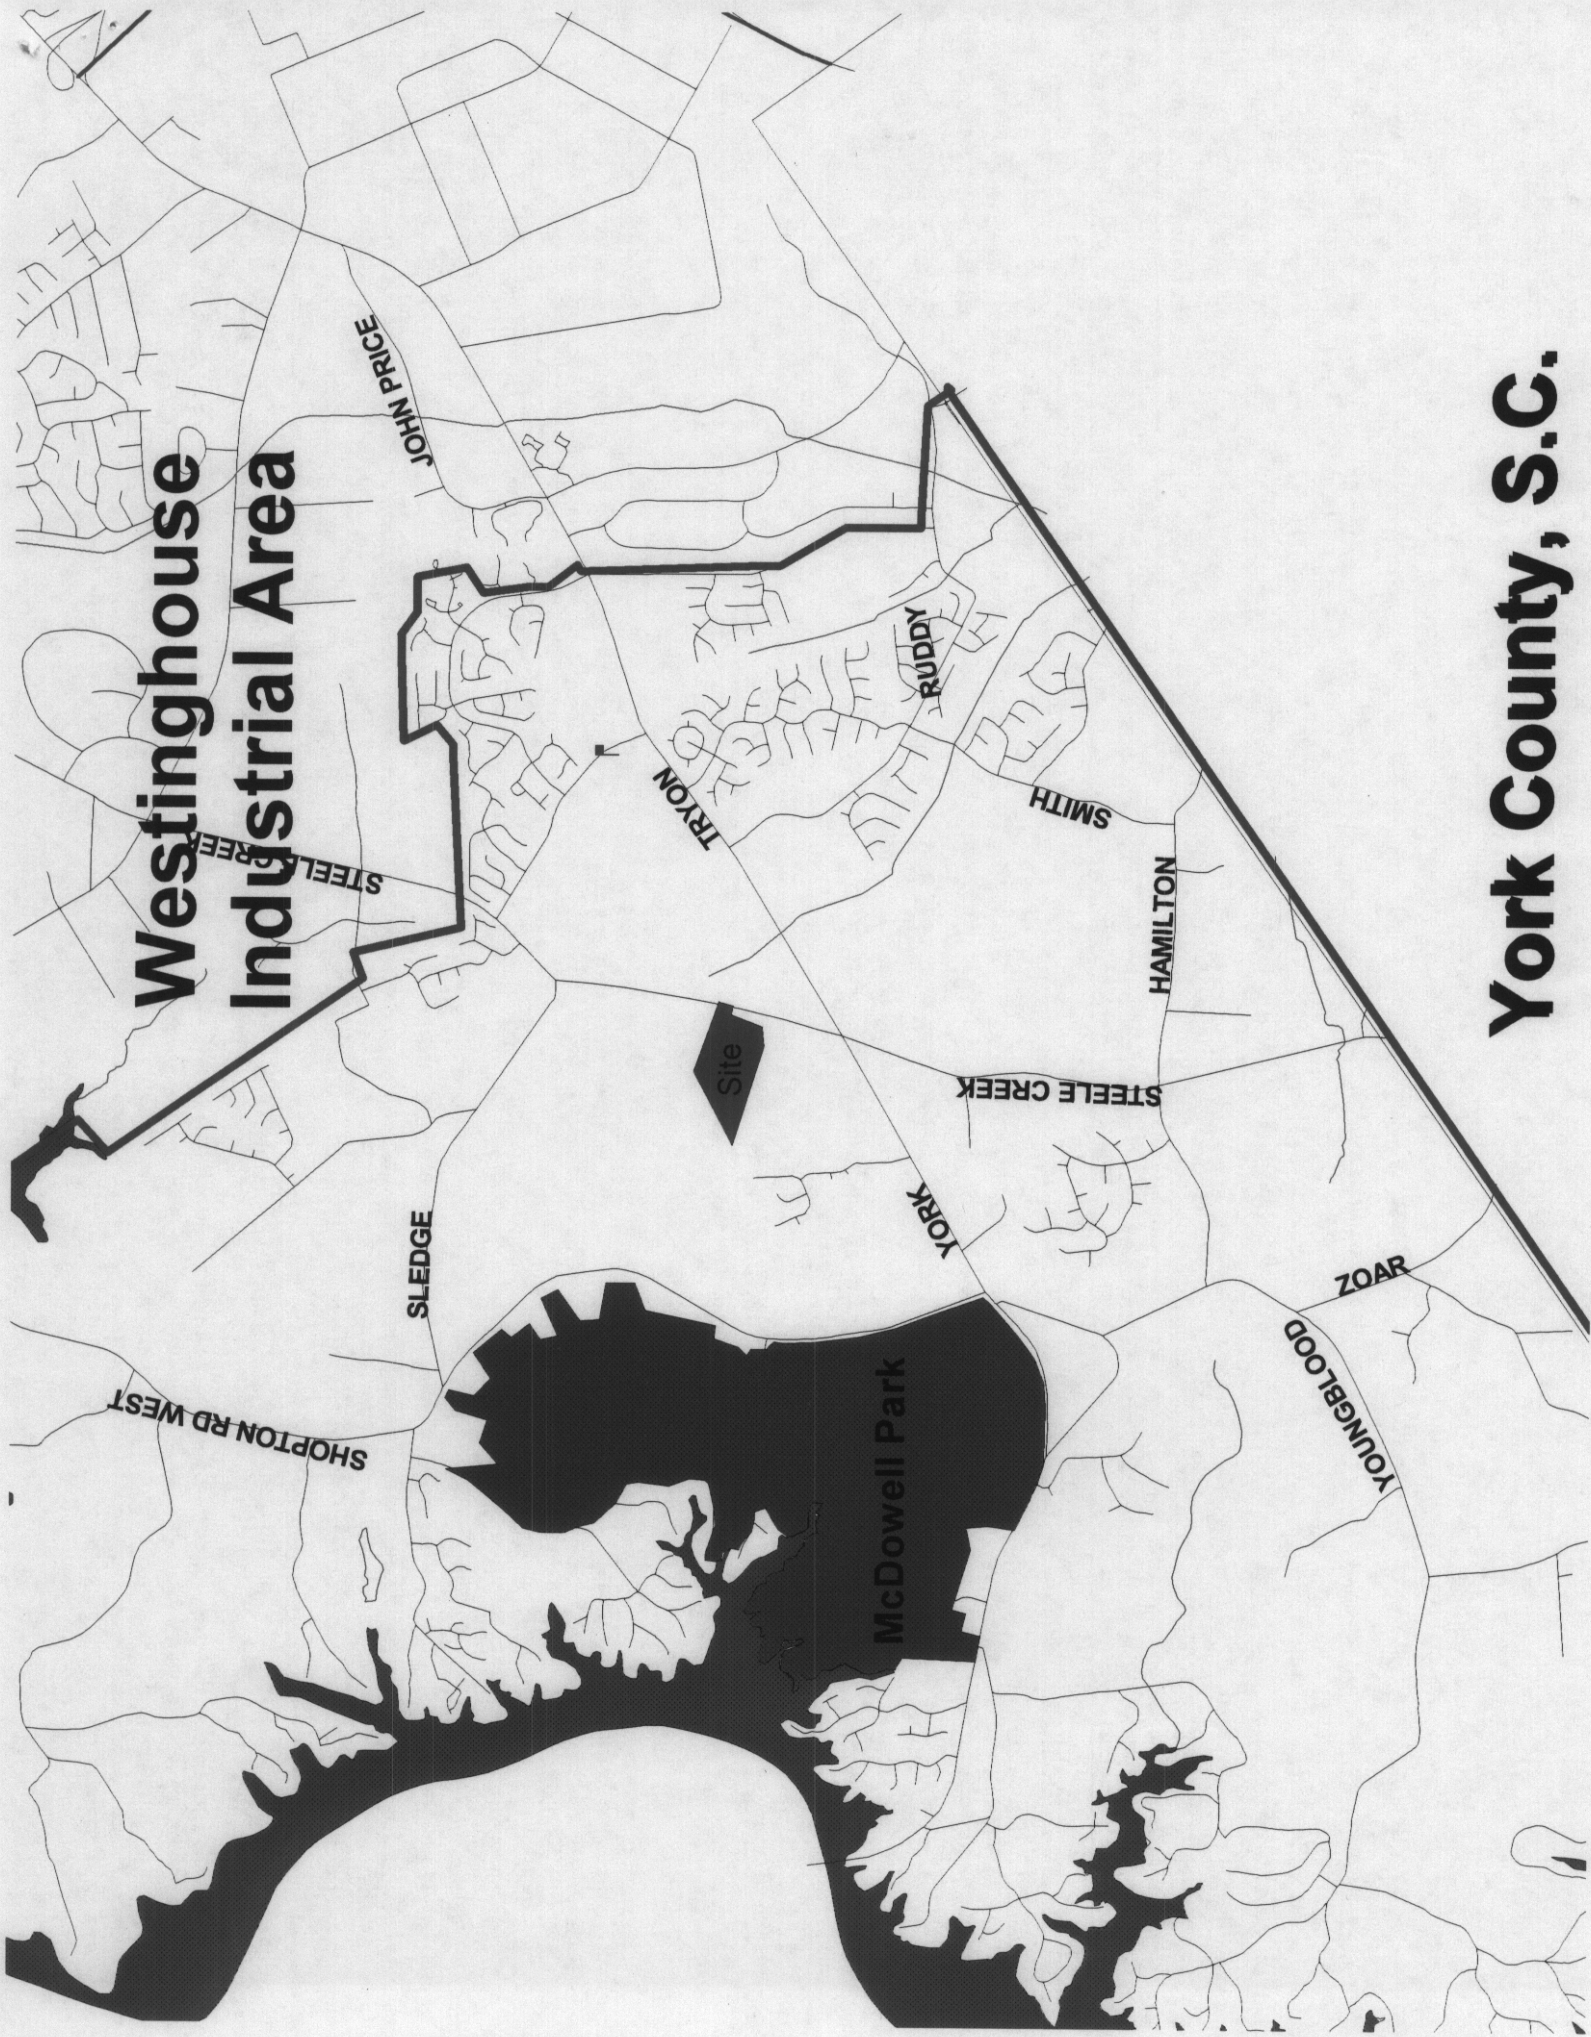 Westinghouse
Industrial Area
JOHN PRICE
STEELE CREEK
TRYON
RUDDY
SMITH
HAMILTON
Site
STEELE CREEK
YORK
SLEDGE
ZOAR
YOUNGBLOOD
SHOPTON RD WEST
McDowell Park
York County, S.C.